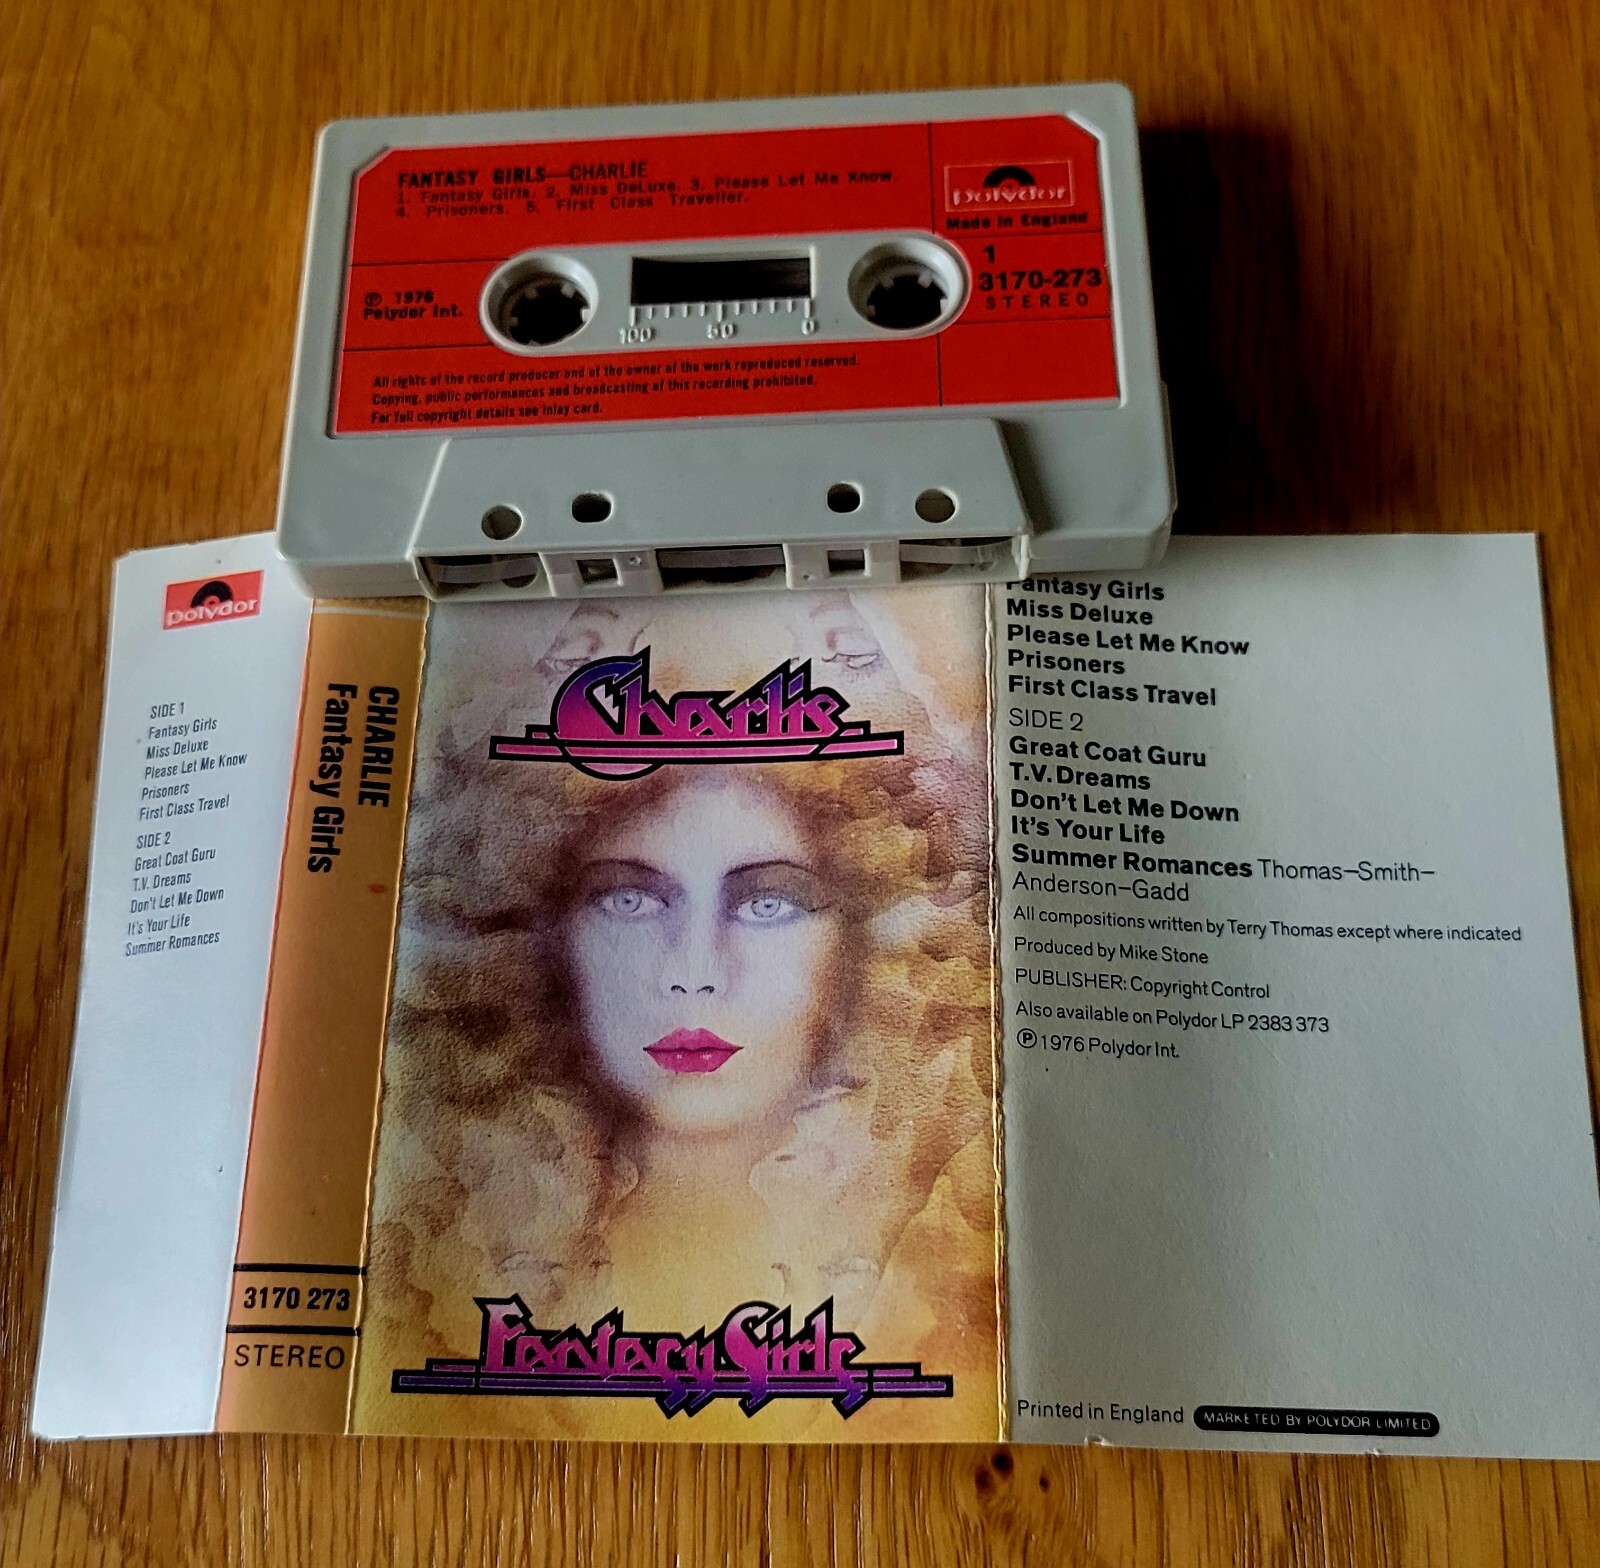 FANTASY GIRLS—CHARLIE
1. Fantasy Girls. 2. Miss DeLuxe. 3. Please Let Me Know.
4. Prisoners. 5. First Class Traveller.
polydor
Made in England
1
3170-273
STEREO
℗ 1976
Polydor Int.
100 50 0
All rights of the record producer and of the owner of the work reproduced reserved.
Copying, public performances and broadcasting of this recording prohibited.
For full copyright details see inlay card.
polydor
SIDE 1
Fantasy Girls
Miss Deluxe
Please Let Me Know
Prisoners
First Class Travel
SIDE 2
Great Coat Guru
T.V. Dreams
Don't Let Me Down
It's Your Life
Summer Romances
CHARLIE
Fantasy Girls
3170 273
STEREO
Charlie
Fantasy Girls
Fantasy Girls
Miss Deluxe
Please Let Me Know
Prisoners
First Class Travel
SIDE 2
Great Coat Guru
T.V. Dreams
Don't Let Me Down
It's Your Life
Summer Romances Thomas–Smith–
Anderson–Gadd
All compositions written by Terry Thomas except where indicated
Produced by Mike Stone
PUBLISHER: Copyright Control
Also available on Polydor LP 2383 373
℗ 1976 Polydor Int.
Printed in England MARKETED BY POLYDOR LIMITED